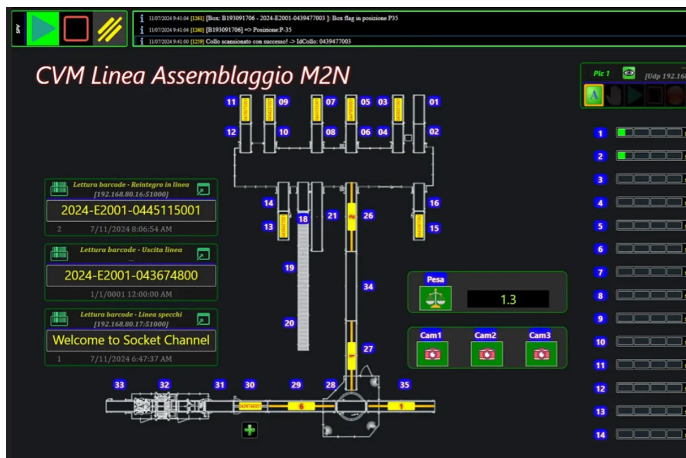 SPV
i 11/07/2024 9:41:04 [1261] [Box: B193091706 - 2024-E2001-0439477003 ]: Box flag in posizione P35
i 11/07/2024 9:41:04 [1260] [B193091706] => Posizione:P-35
i 11/07/2024 9:41:00 [1259] Collo scansionato con successo! -> IdCollo: 0439477003
CVM Linea Assemblaggio M2N
Plc 1
[Udp 192.16
A
11 09 07 05 03 01
12 10 08 06 04 02
Lettura barcode - Reintegro in linea
[192.168.80.16:51000]
2024-E2001-0445115001
2 7/11/2024 8:06:54 AM
Lettura barcode - Uscita linea
2024-E2001-043674800
1/1/0001 12:00:00 AM
Lettura barcode - Linea specchi
[192.168.80.17:51000]
Welcome to Socket Channel
1 7/11/2024 6:47:37 AM
14 16
13 18 21 26 15
19
34
20
27
Pesa
1.3
Cam1 Cam2 Cam3
33 32 31 30 29 28 35
6 1
1
2
3
4
5
6
7
8
9
10
11
12
13
14